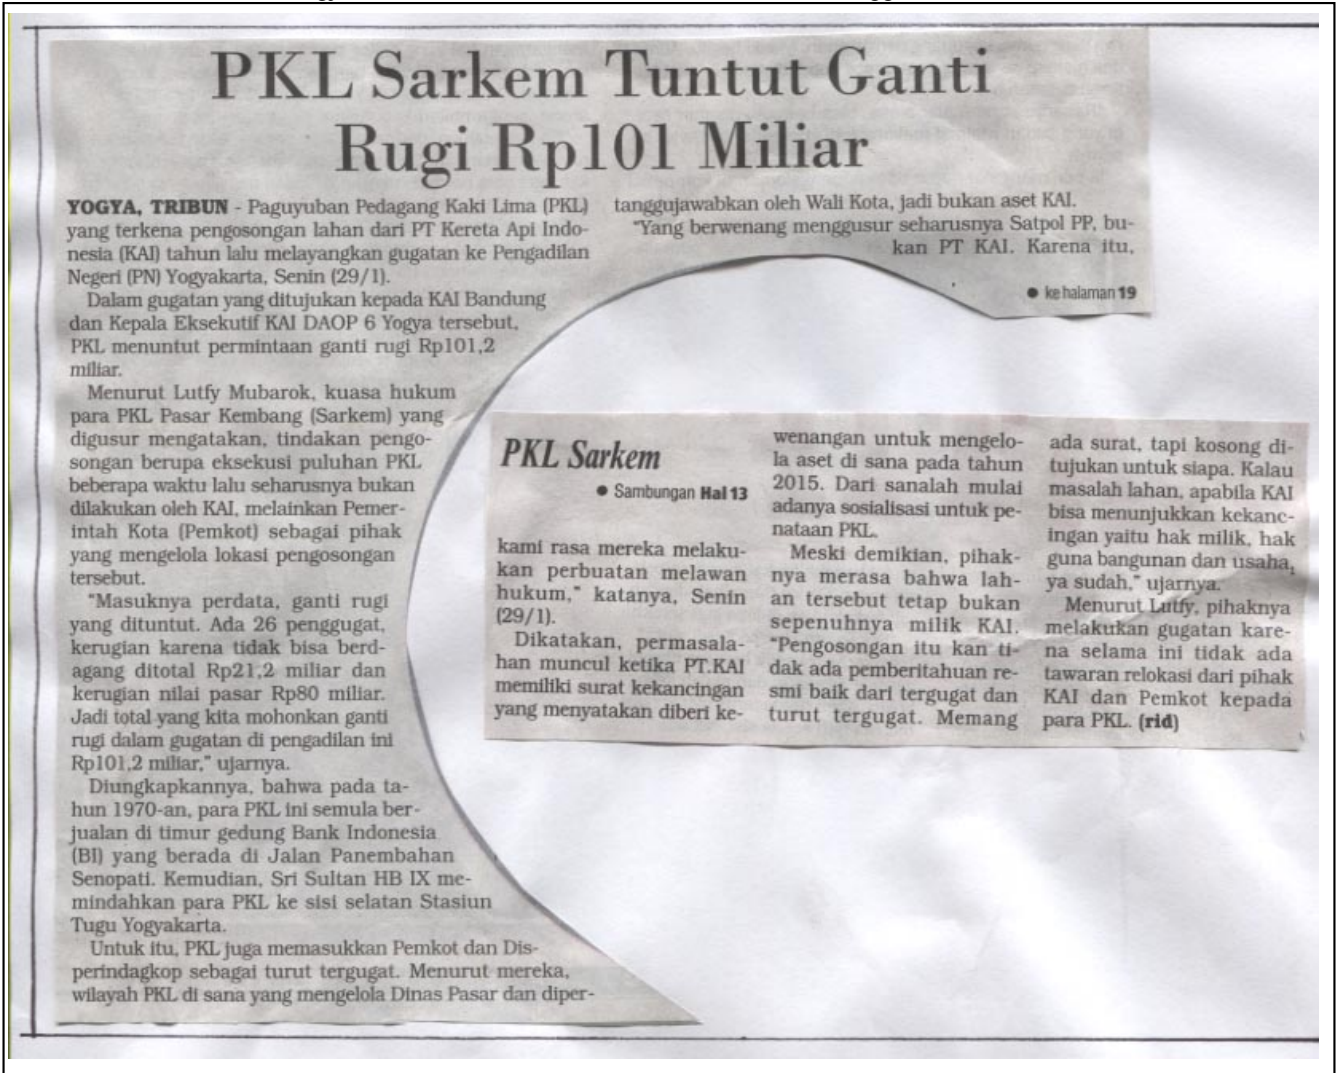 PKL Sarkem Tuntut Ganti
Rugi Rp101 Miliar
YOGYA, TRIBUN - Paguyuban Pedagang Kaki Lima (PKL)
yang terkena pengosongan lahan dari PT Kereta Api Indo-
nesia (KAI) tahun lalu melayangkan gugatan ke Pengadilan
Negeri (PN) Yogyakarta, Senin (29/1).
Dalam gugatan yang ditujukan kepada KAI Bandung
dan Kepala Eksekutif KAI DAOP 6 Yogya tersebut,
PKL menuntut permintaan ganti rugi Rp101,2
miliar.
Menurut Lutfy Mubarok, kuasa hukum
para PKL Pasar Kembang (Sarkem) yang
digusur mengatakan, tindakan pengo-
songan berupa eksekusi puluhan PKL
beberapa waktu lalu seharusnya bukan
dilakukan oleh KAI, melainkan Pemer-
intah Kota (Pemkot) sebagai pihak
yang mengelola lokasi pengosongan
tersebut.
"Masuknya perdata, ganti rugi
yang dituntut. Ada 26 penggugat,
kerugian karena tidak bisa berd-
agang ditotal Rp21,2 miliar dan
kerugian nilai pasar Rp80 miliar.
Jadi total yang kita mohonkan ganti
rugi dalam gugatan di pengadilan ini
Rp101,2 miliar," ujarnya.
Diungkapkannya, bahwa pada ta-
hun 1970-an, para PKL ini semula ber-
jualan di timur gedung Bank Indonesia
(BI) yang berada di Jalan Panembahan
Senopati. Kemudian, Sri Sultan HB IX me-
mindahkan para PKL ke sisi selatan Stasiun
Tugu Yogyakarta.
Untuk itu, PKL juga memasukkan Pemkot dan Dis-
perindagkop sebagai turut tergugat. Menurut mereka,
wilayah PKL di sana yang mengelola Dinas Pasar dan diper-
tanggujawabkan oleh Wali Kota, jadi bukan aset KAI.
"Yang berwenang menggusur seharusnya Satpol PP, bu-
kan PT KAI. Karena itu,
● ke halaman 19
PKL Sarkem
● Sambungan Hal 13
kami rasa mereka melaku-
kan perbuatan melawan
hukum," katanya, Senin
(29/1).
Dikatakan, permasala-
han muncul ketika PT.KAI
memiliki surat kekancingan
yang menyatakan diberi ke-
wenangan untuk mengelo-
la aset di sana pada tahun
2015. Dari sanalah mulai
adanya sosialisasi untuk pe-
nataan PKL.
Meski demikian, pihak-
nya merasa bahwa lah-
an tersebut tetap bukan
sepenuhnya milik KAI.
"Pengosongan itu kan ti-
dak ada pemberitahuan re-
smi baik dari tergugat dan
turut tergugat. Memang
ada surat, tapi kosong di-
tujukan untuk siapa. Kalau
masalah lahan, apabila KAI
bisa menunjukkan kekanc-
ingan yaitu hak milik, hak
guna bangunan dan usaha,
ya sudah," ujarnya.
Menurut Lutfy, pihaknya
melakukan gugatan kare-
na selama ini tidak ada
tawaran relokasi dari pihak
KAI dan Pemkot kepada
para PKL. (rid)